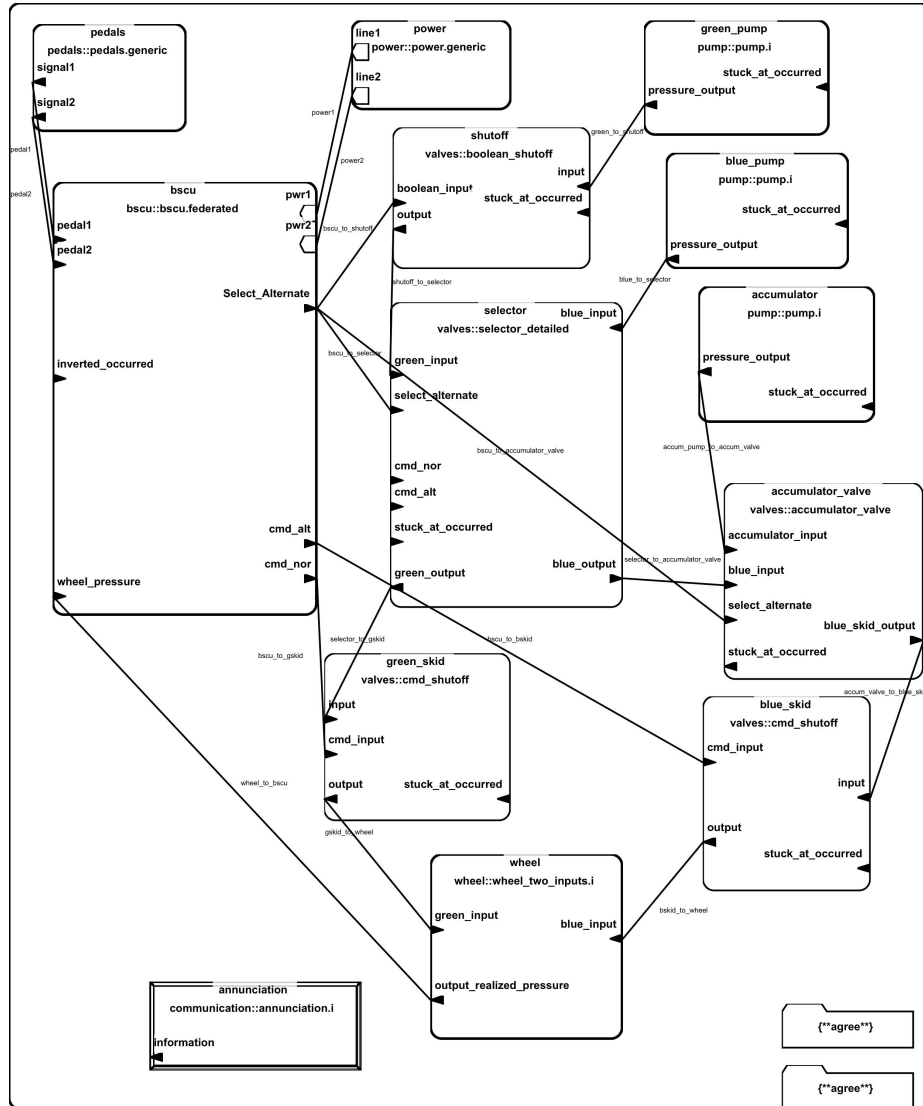 pedals
pedals::pedals.generic
signal1
signal2
power
line1
power::power.generic
line2
green_pump
pump::pump.i
stuck_at_occurred
pressure_output
green_to_shutoff
power1
power2
pedal1
pedal2
shutoff
valves::boolean_shutoff
input
boolean_input
stuck_at_occurred
output
blue_pump
pump::pump.i
stuck_at_occurred
pressure_output
bscu
bscu::bscu.federated
pwr1
pwr2
pedal1
pedal2
Select_Alternate
inverted_occurred
cmd_alt
cmd_nor
wheel_pressure
bscu_to_shutoff
shutoff_to_selector
blue_to_selector
accumulator
pump::pump.i
pressure_output
stuck_at_occurred
selector
valves::selector_detailed
blue_input
green_input
select_alternate
cmd_nor
cmd_alt
stuck_at_occurred
green_output
blue_output
bscu_to_selector
bscu_to_accumulator_valve
accum_pump_to_accum_valve
selector_to_accumulator_valve
accumulator_valve
valves::accumulator_valve
accumulator_input
blue_input
select_alternate
blue_skid_output
stuck_at_occurred
selector_to_gskid
bscu_to_gskid
bscu_to_bskid
green_skid
valves::cmd_shutoff
input
cmd_input
output
stuck_at_occurred
accum_valve_to_blue_sk
blue_skid
valves::cmd_shutoff
cmd_input
input
output
stuck_at_occurred
wheel_to_bscu
gskid_to_wheel
bskid_to_wheel
wheel
wheel::wheel_two_inputs.i
green_input
blue_input
output_realized_pressure
annunciation
communication::annunciation.i
information
{**agree**}
{**agree**}